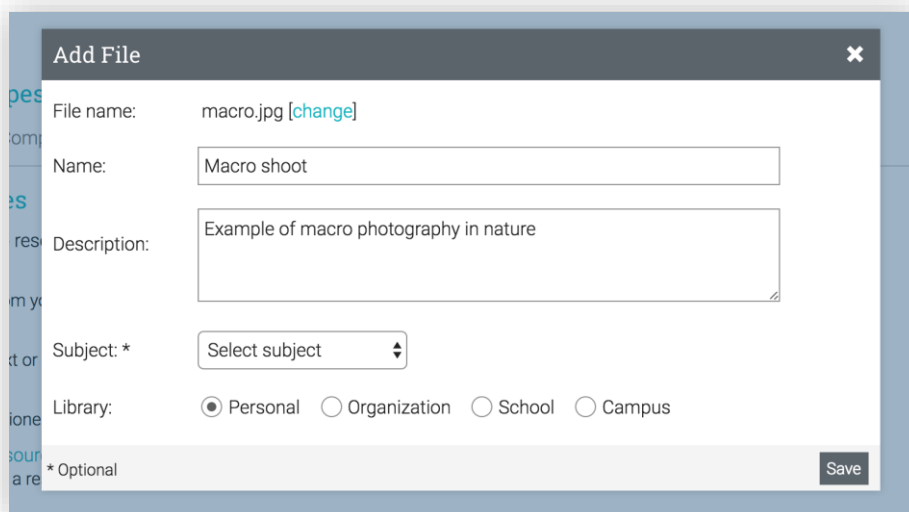 Add File
File name: macro.jpg [change]
Name: Macro shoot
Description: Example of macro photography in nature
Subject: * Select subject
Library: Personal Organization School Campus
* Optional Save